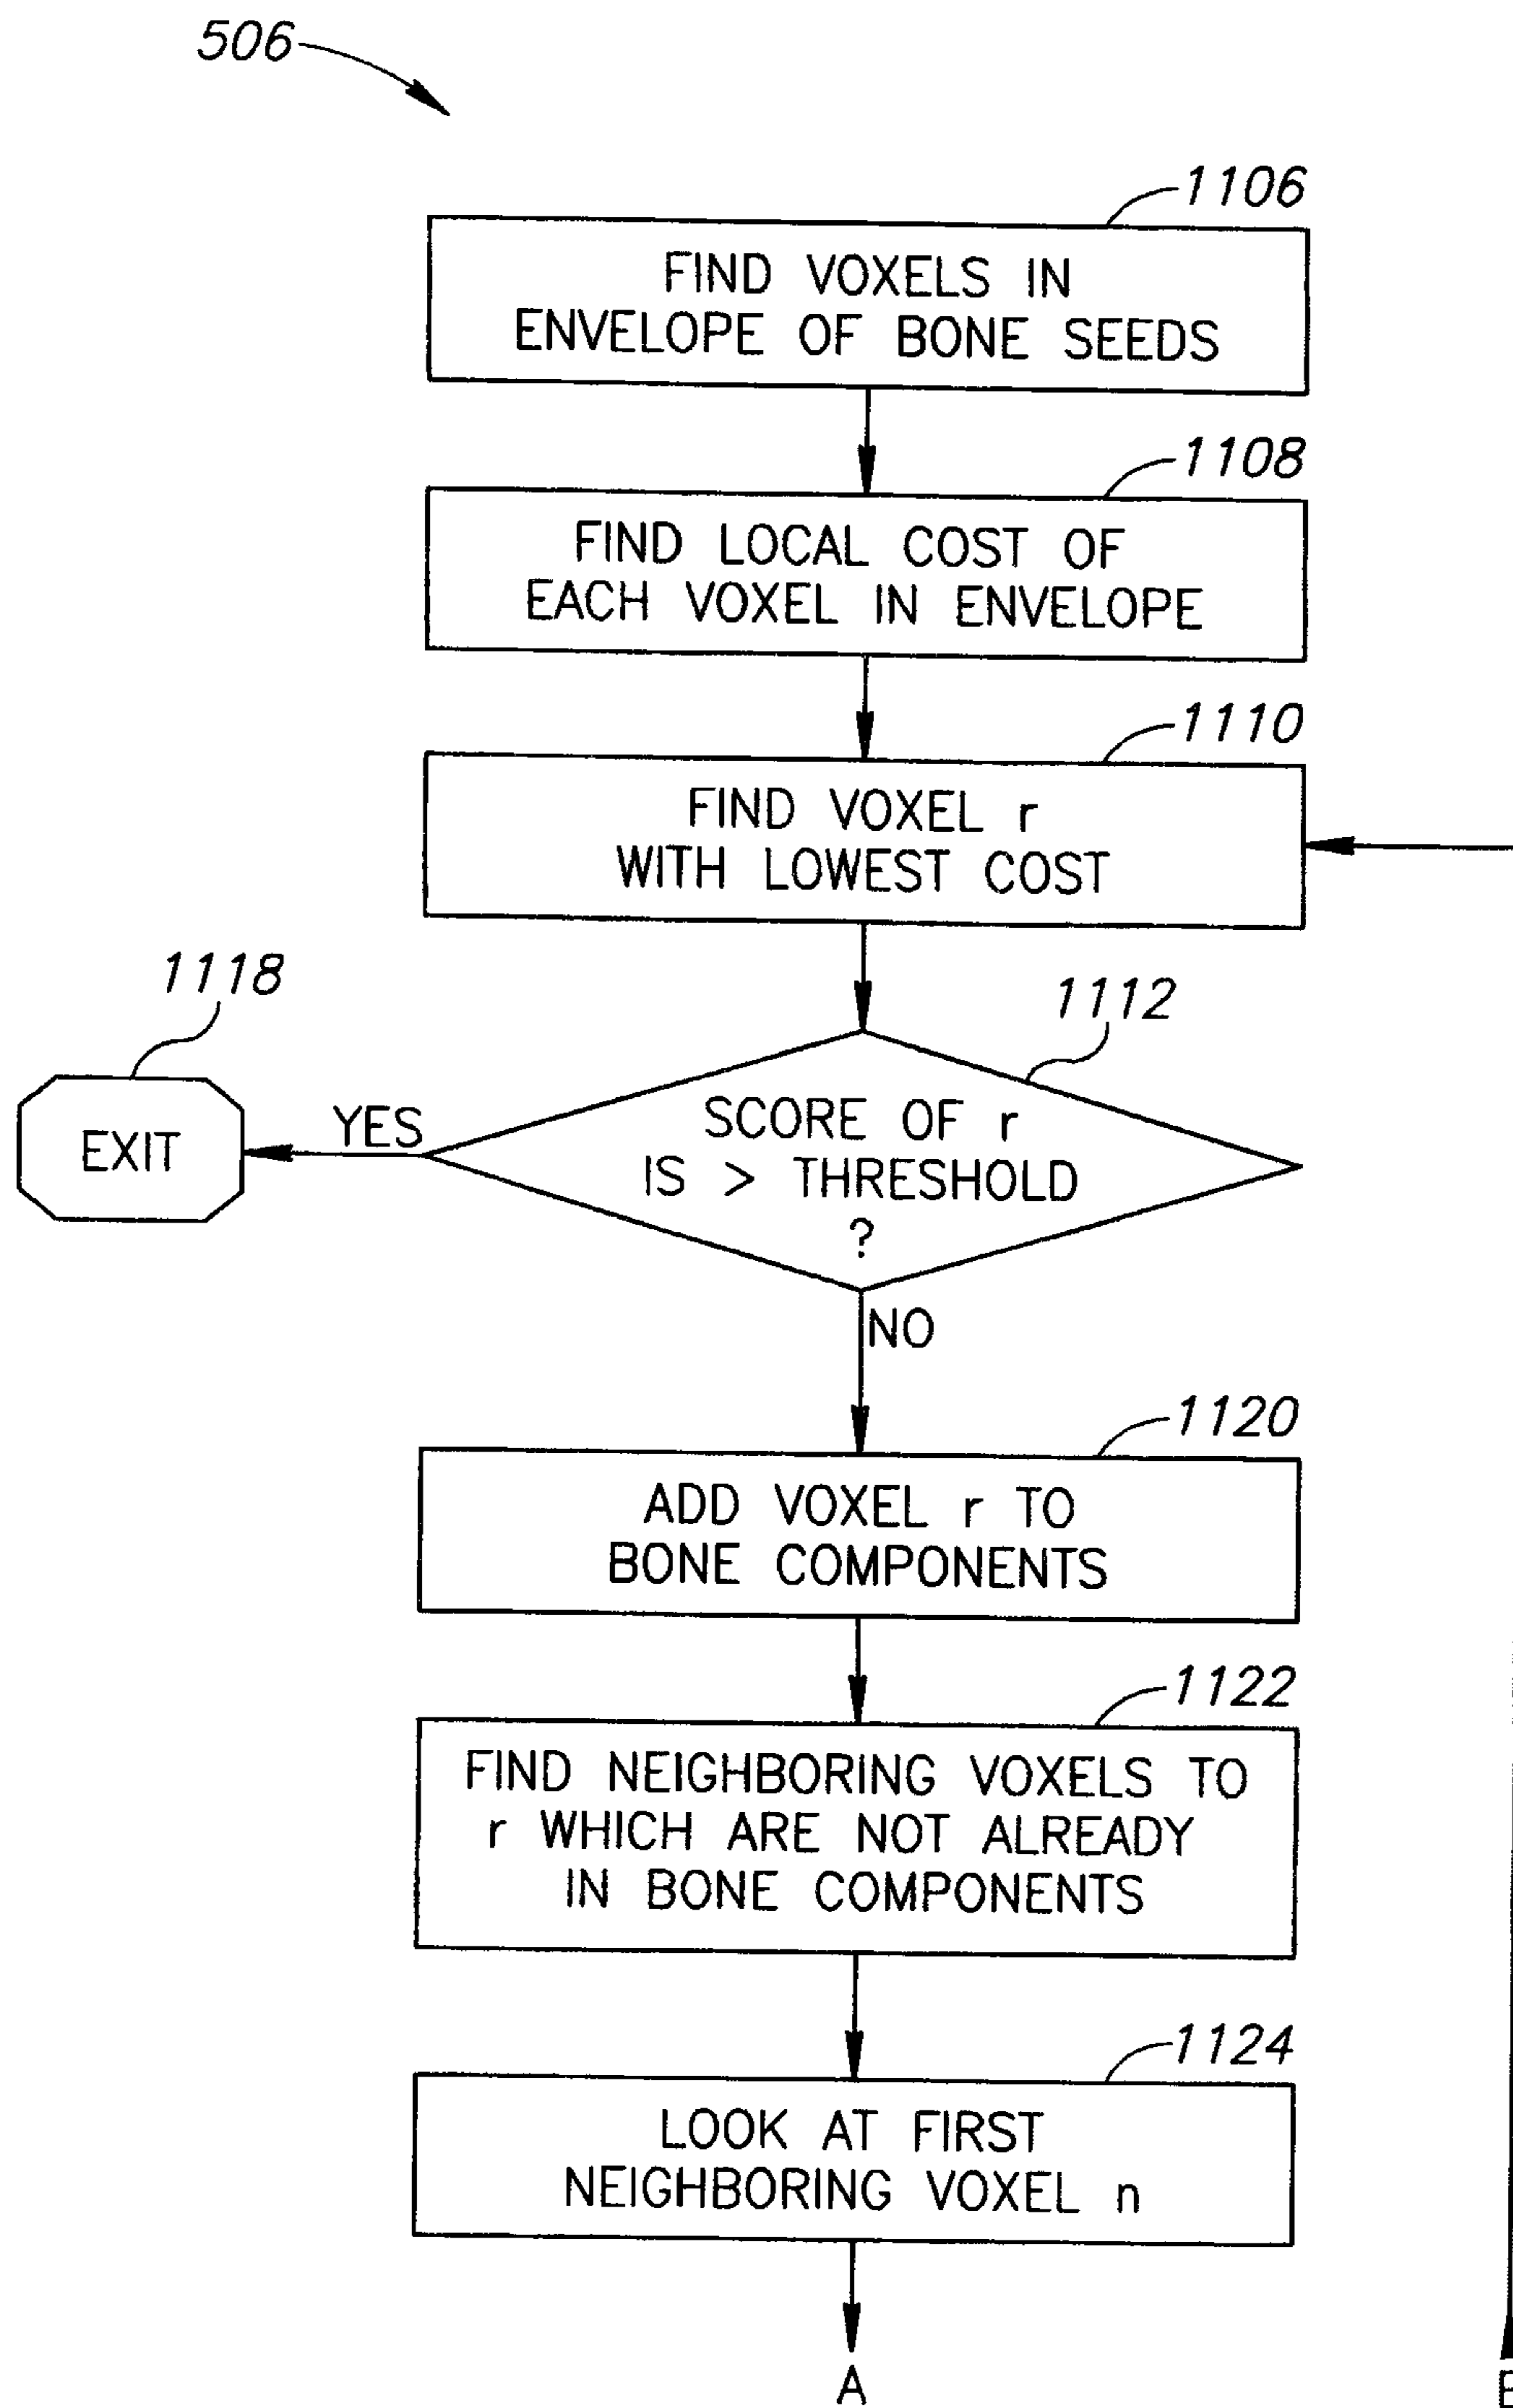 506
1106
FIND VOXELS IN
ENVELOPE OF BONE SEEDS
1108
FIND LOCAL COST OF
EACH VOXEL IN ENVELOPE
1110
FIND VOXEL r
WITH LOWEST COST
1118
1112
EXIT
YES
SCORE OF r
IS > THRESHOLD
?
NO
1120
ADD VOXEL r TO
BONE COMPONENTS
1122
FIND NEIGHBORING VOXELS TO
r WHICH ARE NOT ALREADY
IN BONE COMPONENTS
1124
LOOK AT FIRST
NEIGHBORING VOXEL n
A